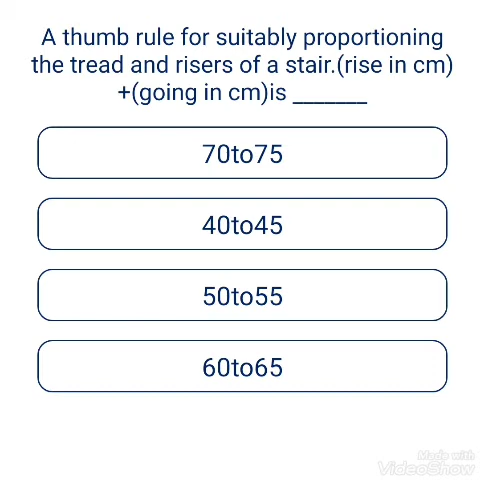 A thumb rule for suitably proportioning
the tread and risers of a stair.(rise in cm)
+(going in cm)is _______
70to75
40to45
50to55
60to65
Made with
VideoShow